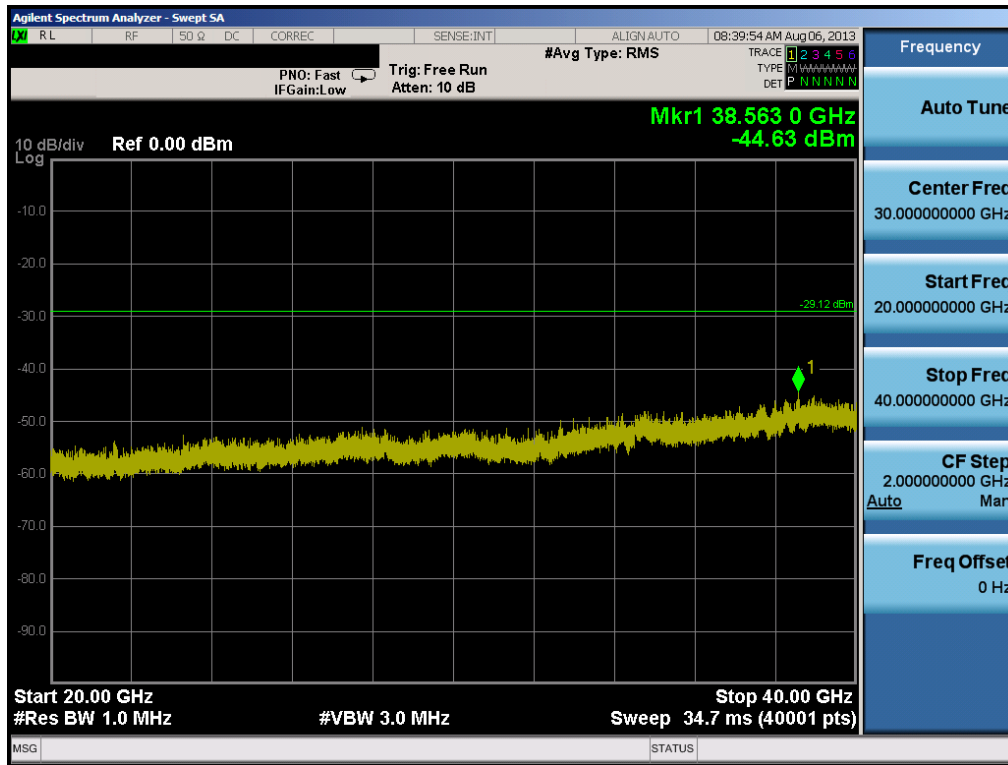 Agilent Spectrum Analyzer - Swept SA
LXI RL RF 50 Ω DC CORREC SENSE:INT ALIGN AUTO 08:39:54 AM Aug 06, 2013
#Avg Type: RMS
TRACE 1 2 3 4 5 6
PNO: Fast
Trig: Free Run
TYPE M
IFGain:Low
Atten: 10 dB
DET P N N N N N
Mkr1 38.563 0 GHz
-44.63 dBm
10 dB/div Ref 0.00 dBm
Log
-10.0
-20.0
-29.12 dBm
-30.0
-40.0
1
-50.0
-60.0
-70.0
-80.0
-90.0
Start 20.00 GHz
Stop 40.00 GHz
#Res BW 1.0 MHz
#VBW 3.0 MHz
Sweep 34.7 ms (40001 pts)
MSG
STATUS
Frequency
Auto Tune
Center Freq
30.000000000 GHz
Start Freq
20.000000000 GHz
Stop Freq
40.000000000 GHz
CF Step
2.000000000 GHz
Auto Man
Freq Offset
0 Hz